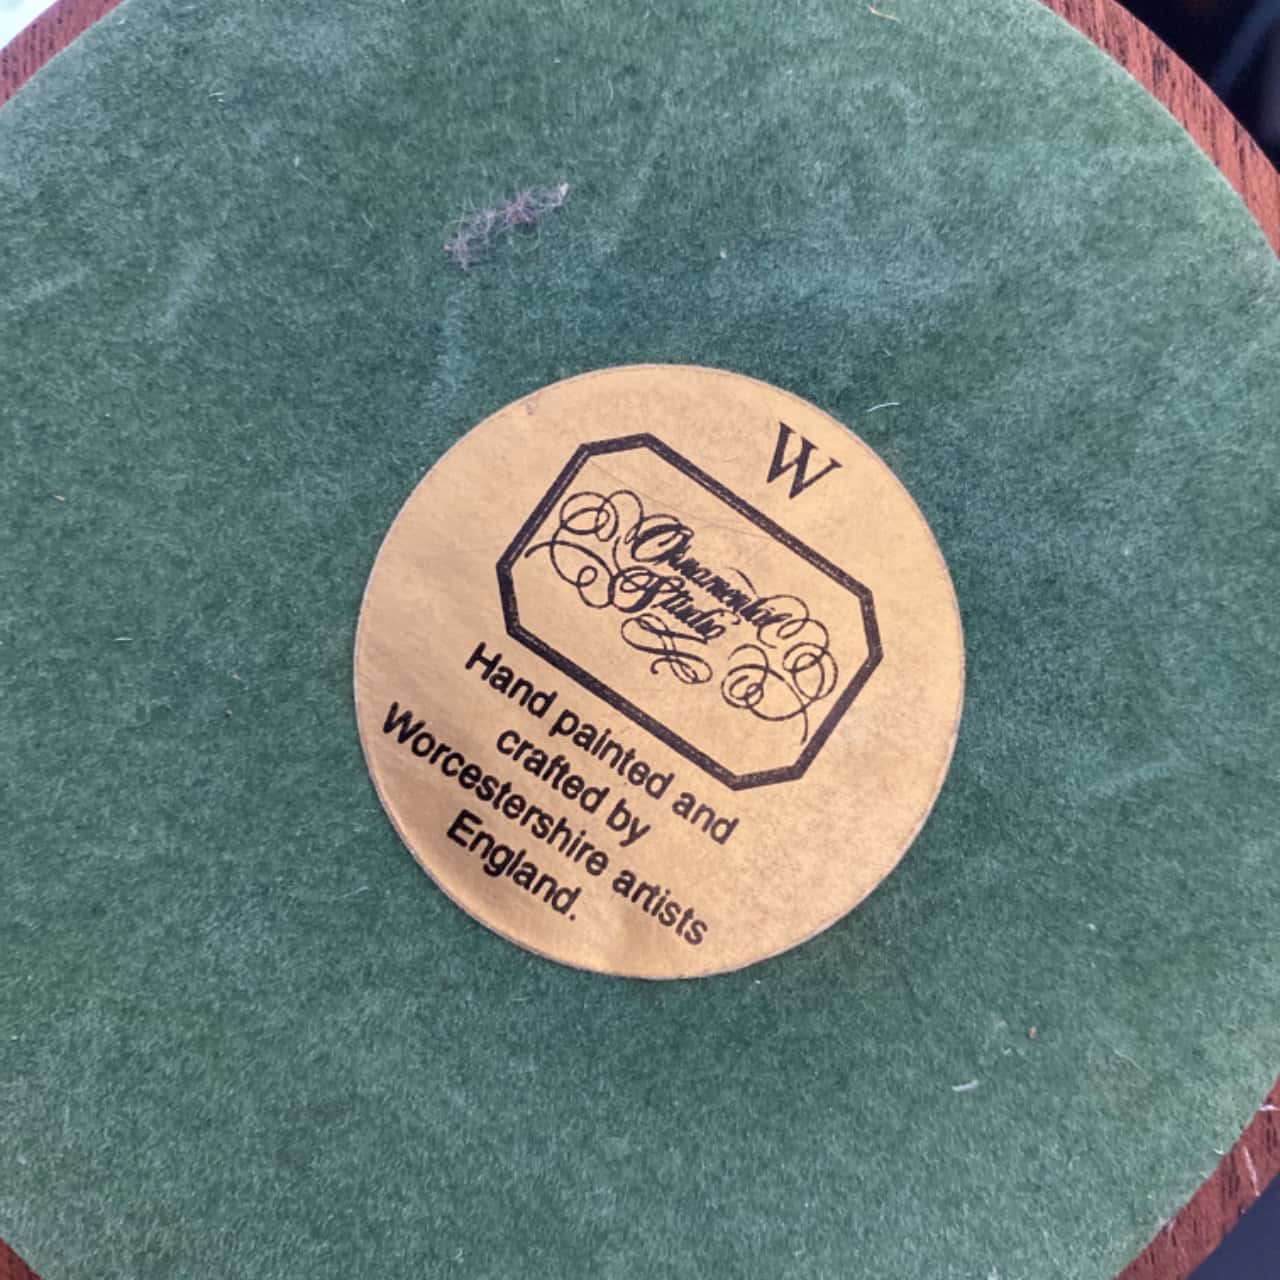 W
Ornamental
Studio
Hand painted and
crafted by
Worcestershire artists
England.